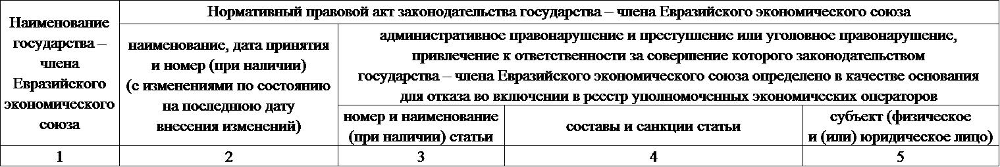 Наименование
государства –
члена
Евразийского
экономического
союза
Нормативный правовой акт законодательства государства – члена Евразийского экономического союза
наименование, дата принятия
и номер (при наличии)
(с изменениями по состоянию
на последнюю дату
внесения изменений)
административное правонарушение и преступление или уголовное правонарушение,
привлечение к ответственности за совершение которого законодательством
государства – члена Евразийского экономического союза определено в качестве основания
для отказа во включении в реестр уполномоченных экономических операторов
номер и наименование
(при наличии) статьи
составы и санкции статьи
субъект (физическое
и (или) юридическое лицо)
1
2
3
4
5